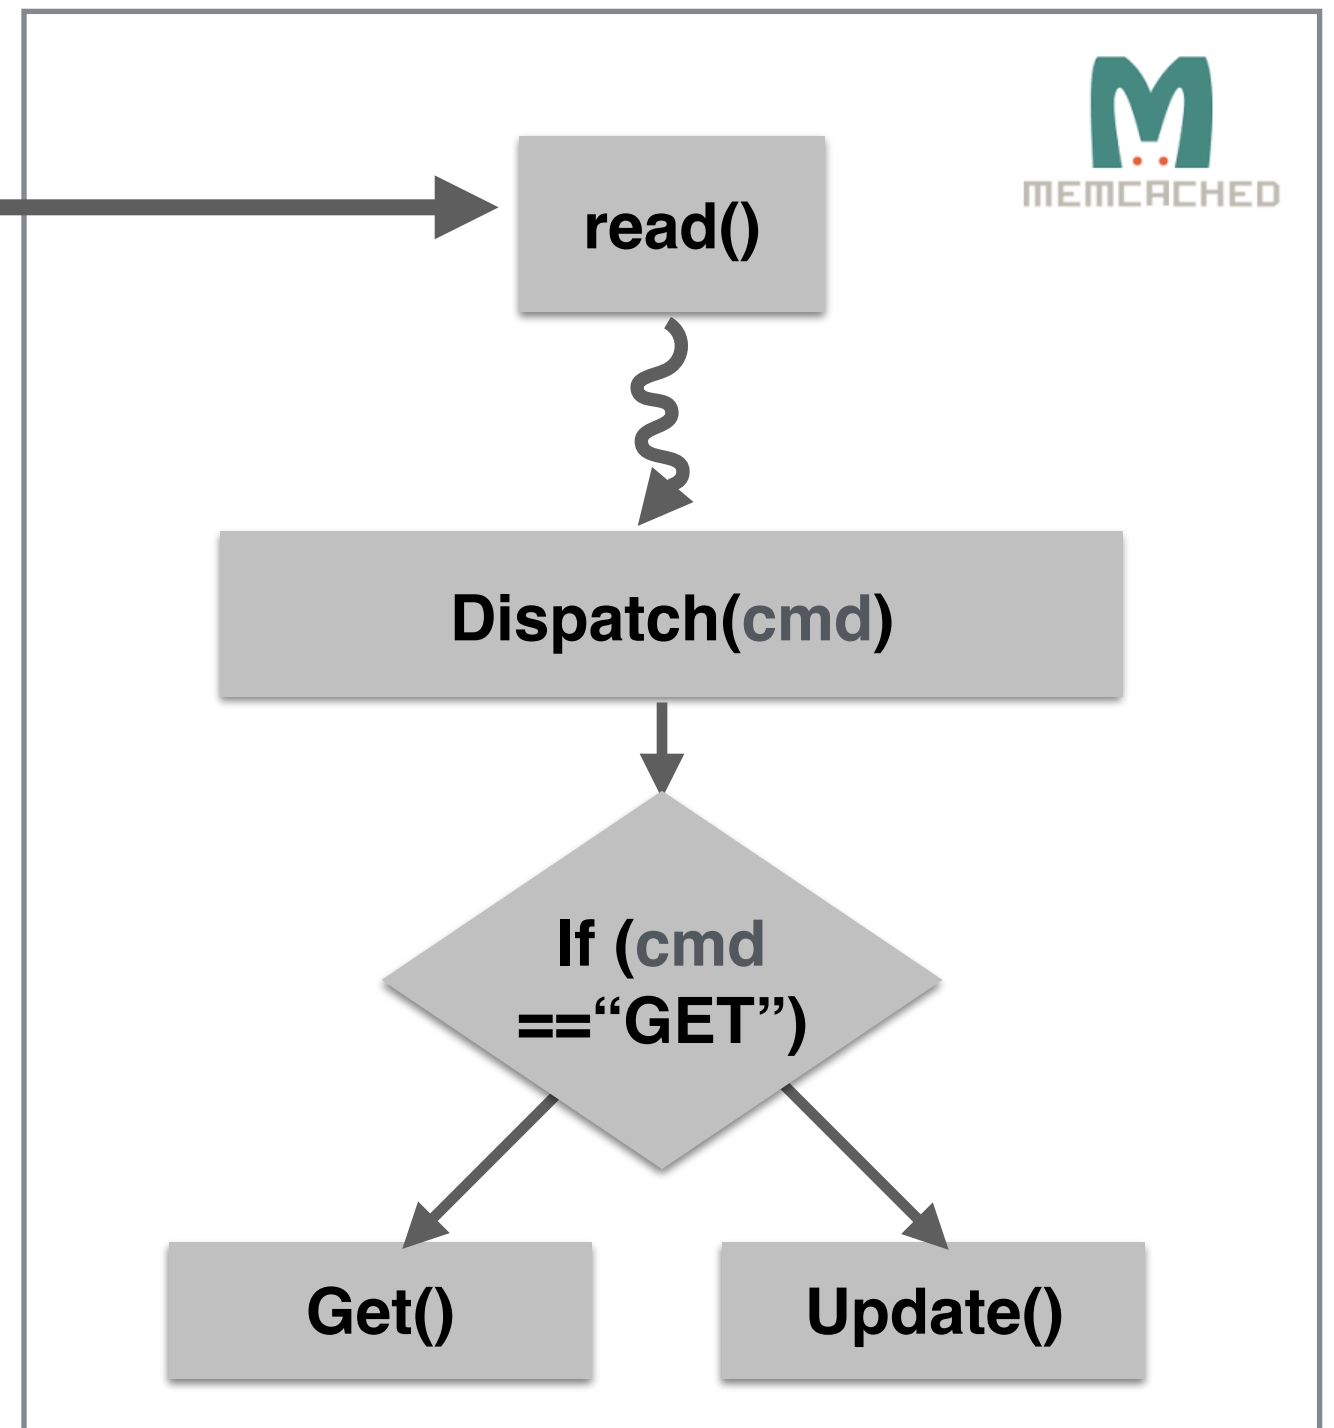 MEMCACHED
read()
Dispatch(cmd)
If (cmd
==“GET”)
Get()
Update()